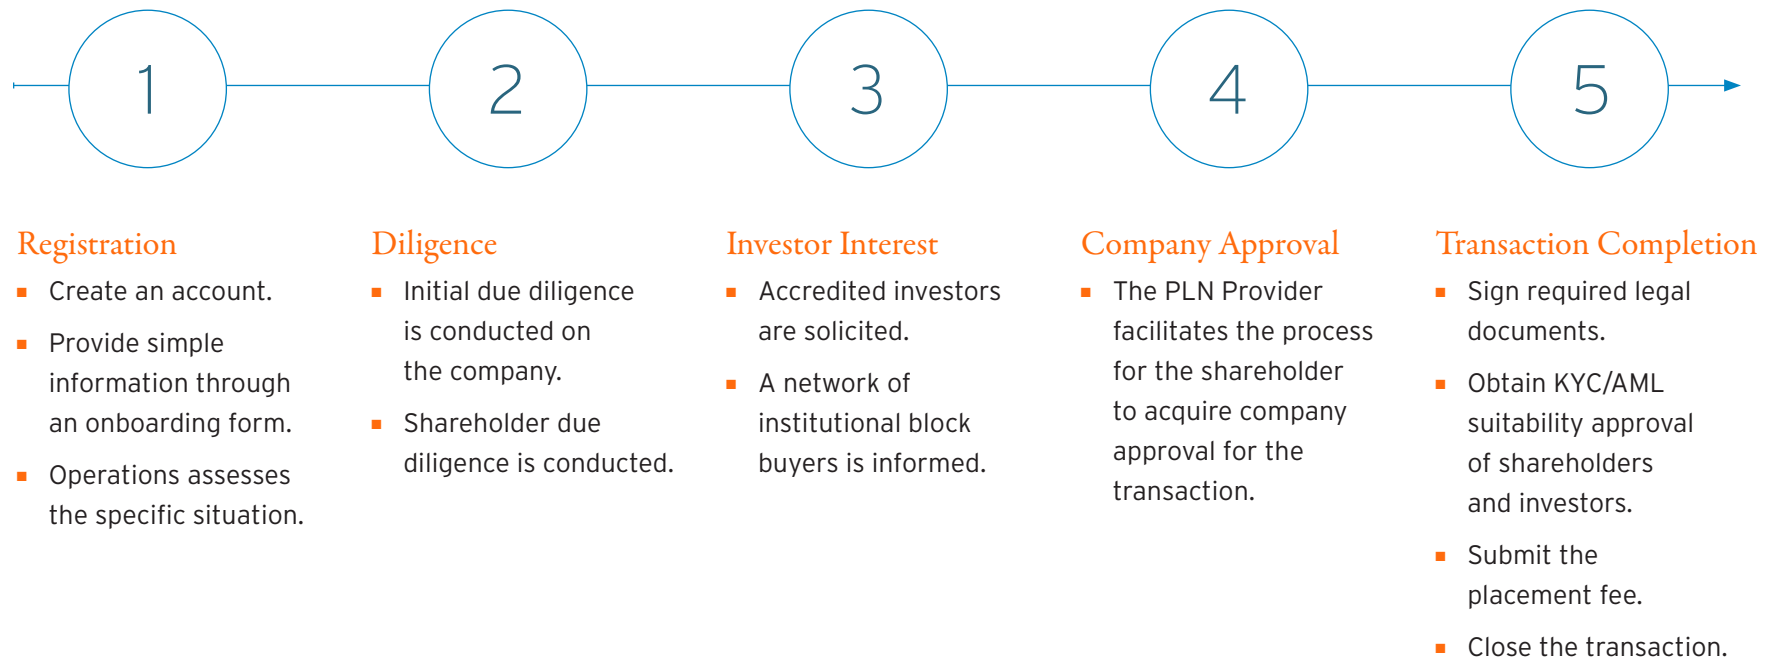 1
2
3
4
5
Registration
Create an account.
Provide simple
information through
an onboarding form.
Operations assesses
the specific situation.
Diligence
Initial due diligence
is conducted on
the company.
Shareholder due
diligence is conducted.
Investor Interest
Accredited investors
are solicited.
A network of
institutional block
buyers is informed.
Company Approval
The PLN Provider
facilitates the process
for the shareholder
to acquire company
approval for the
transaction.
Transaction Completion
Sign required legal
documents.
Obtain KYC/AML
suitability approval
of shareholders
and investors.
Submit the
placement fee.
Close the transaction.